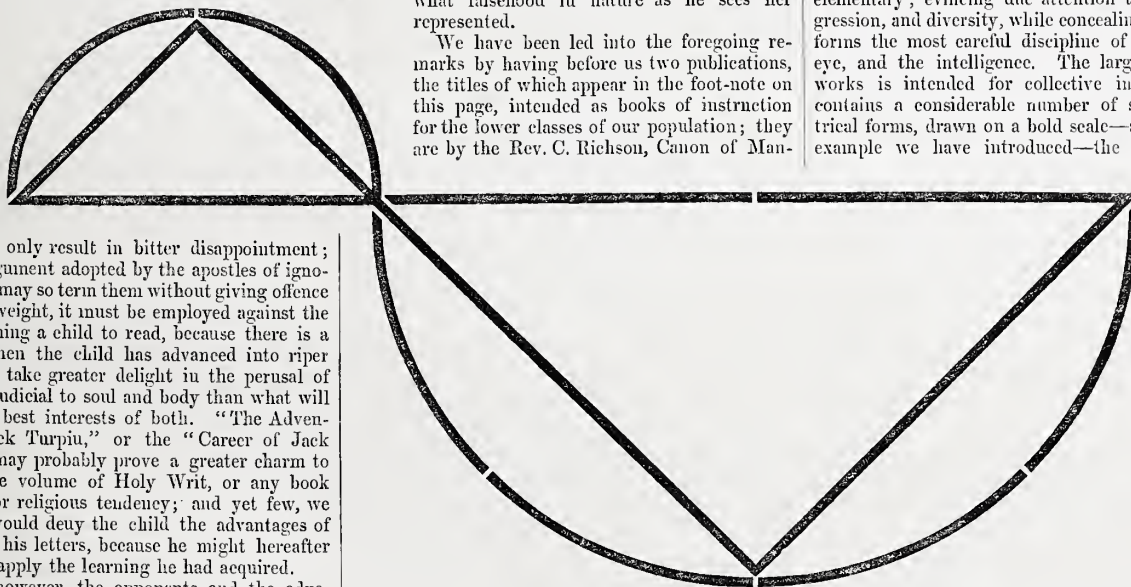 represented.
We have been led into the foregoing re-
marks by having before us two publications,
the titles of which appear in the foot-note on
this page, intended as books of instruction
for the lower classes of our population; they
are by the Rev. C. Richson, Canon of Man-
gression, and diversity, while
forms the most careful discipline of
eye, and the intelligence. The
works is intended for collective
contains a considerable number of
trical forms, drawn on a bold scale—
example we have introduced—the
only result in bitter disappointment;
gument adopted by the apostles of igno-
may so term them without giving offence
weight, it must be employed against the
ning a child to read, because there is a
hen the child has advanced into riper
take greater delight in the perusal of
udicial to soul and body than what will
best interests of both. "The Adven-
ck Turpin," or the "Career of Jack
may probably prove a greater charm to
e volume of Holy Writ, or any book
or religious tendency; and yet few, we
would deny the child the advantages of
his letters, because he might hereafter
apply the learning he had acquired.